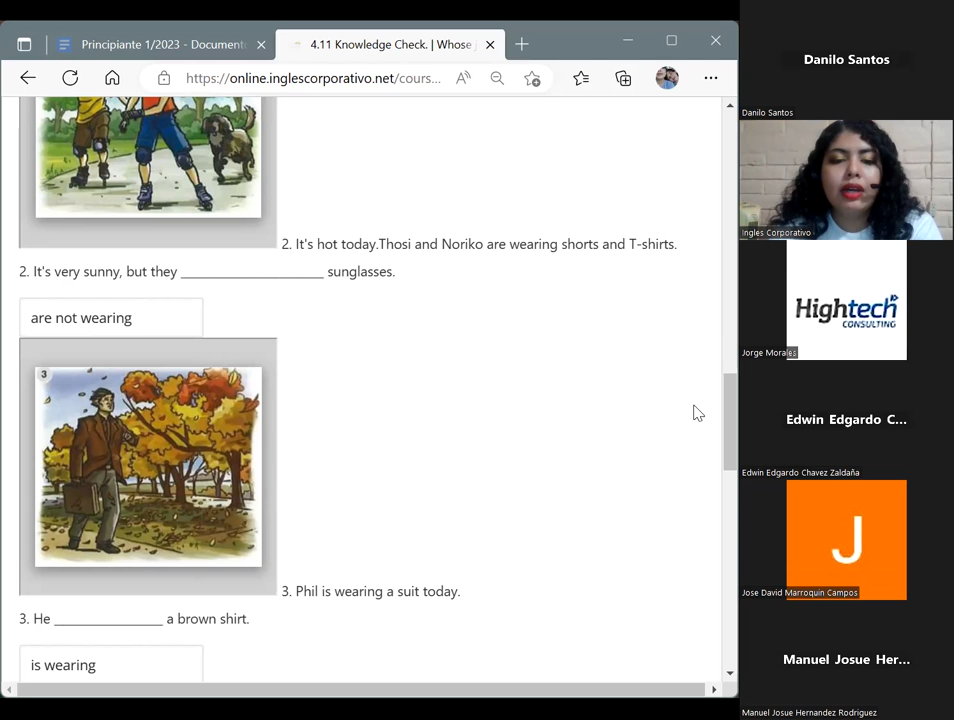 Principiante 1/2023 - Document
4.11 Knowledge Check. | Whose
https://online.inglescorporativo.net/cours...
2. It's hot today.Thosi and Noriko are wearing shorts and T-shirts.
2. It's very sunny, but they ____________________ sunglasses.
are not wearing
3
3. Phil is wearing a suit today.
3. He _______________ a brown shirt.
is wearing
Danilo Santos
Danilo Santos
Ingles Corporativo
Hightech
CONSULTING
Jorge Morales
Edwin Edgardo C...
Edwin Edgardo Chavez Zaldaña
J
Jose David Marroquin Campos
Manuel Josue Her...
Manuel Josue Hernandez Rodriguez